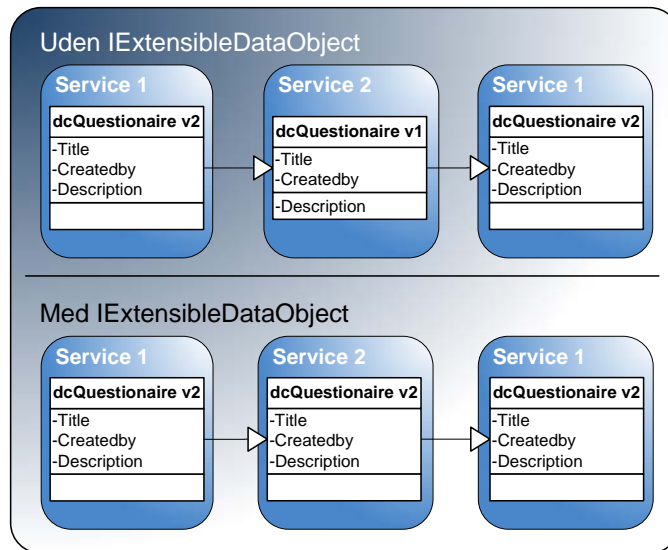 Uden IExtensibleDataObject
Service 1
dcQuestionaire v2
-Title
-Createdby
-Description
Service 2
dcQuestionaire v1
-Title
-Createdby
-Description
Service 1
dcQuestionaire v2
-Title
-Createdby
-Description
Med IExtensibleDataObject
Service 1
dcQuestionaire v2
-Title
-Createdby
-Description
Service 2
dcQuestionaire v2
-Title
-Createdby
-Description
Service 1
dcQuestionaire v2
-Title
-Createdby
-Description